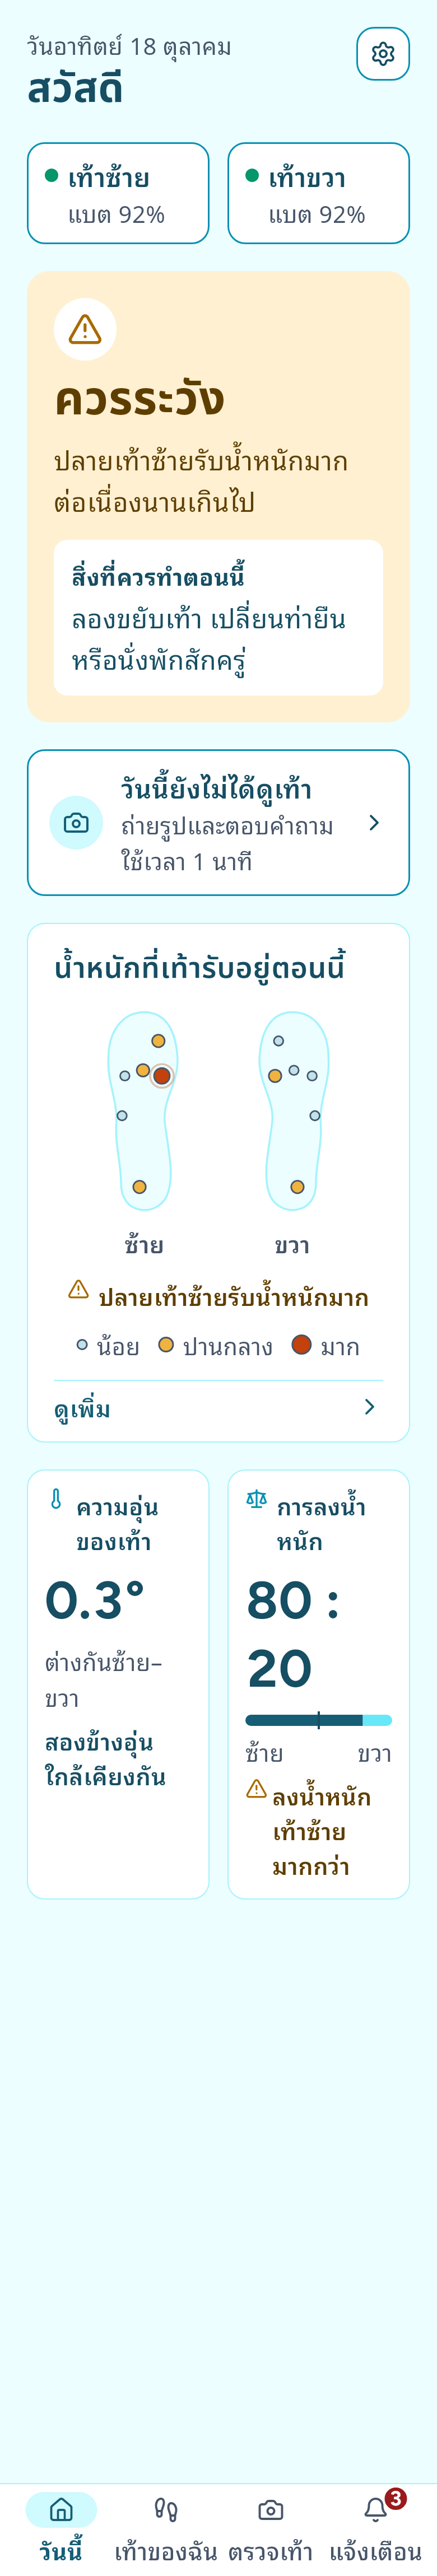 วันอาทิตย์ 18 ตุลาคม
สวัสดี
เท้าซ้าย
แบต 92%
เท้าขวา
แบต 92%
ควรระวัง
ปลายเท้าซ้ายรับน้ำหนักมาก
ต่อเนื่องนานเกินไป
สิ่งที่ควรทำตอนนี้
ลองขยับเท้า เปลี่ยนท่ายืน
หรือนั่งพักสักครู่
วันนี้ยังไม่ได้ดูเท้า
ถ่ายรูปและตอบคำถาม
ใช้เวลา 1 นาที
น้ำหนักที่เท้ารับอยู่ตอนนี้
ซ้าย ขวา
ปลายเท้าซ้ายรับน้ำหนักมาก
น้อย ปานกลาง มาก
ดูเพิ่ม
ความอุ่น
ของเท้า
0.3°
ต่างกันซ้าย–
ขวา
สองข้างอุ่น
ใกล้เคียงกัน
การลงน้ำ
หนัก
80 :
20
ซ้าย ขวา
ลงน้ำหนัก
เท้าซ้าย
มากกว่า
3
วันนี้ เท้าของฉัน ตรวจเท้า แจ้งเตือน